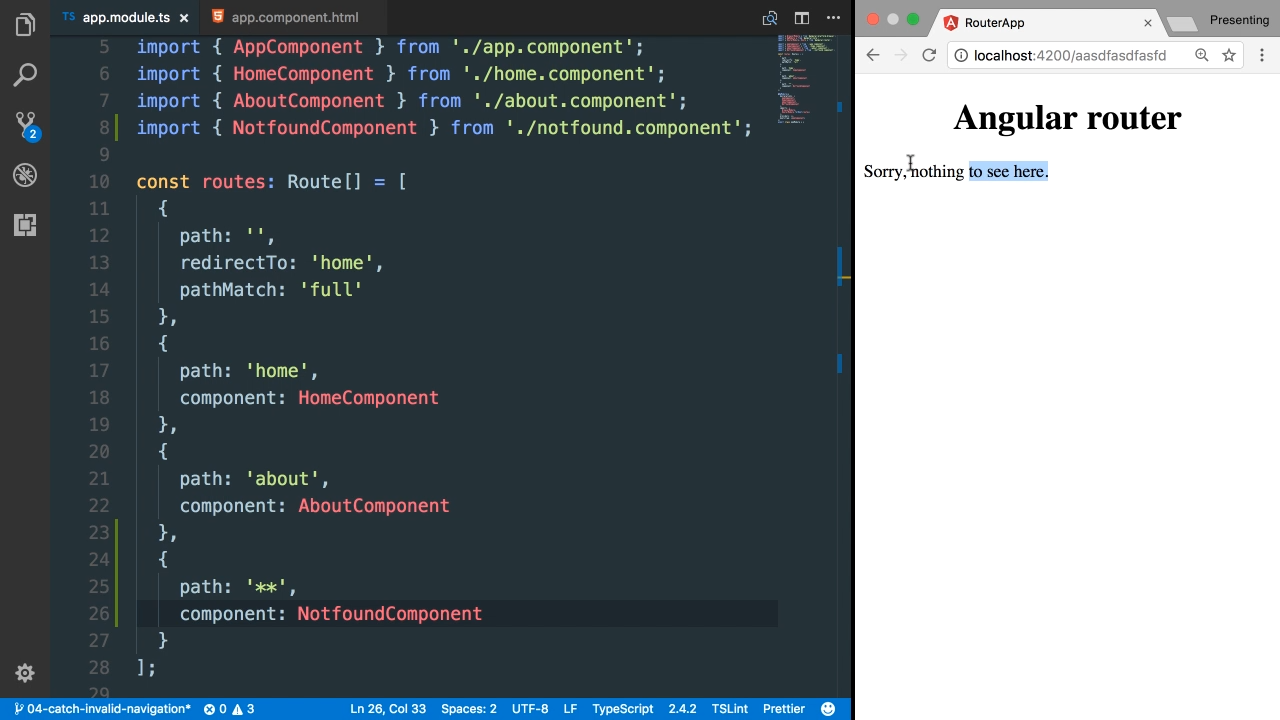 TS app.module.ts ×
5 app.component.html
5 import { AppComponent } from './app.component';
6 import { HomeComponent } from './home.component';
7 import { AboutComponent } from './about.component';
8 import { NotfoundComponent } from './notfound.component';
9
10 const routes: Route[] = [
11 {
12 path: '',
13 redirectTo: 'home',
14 pathMatch: 'full'
15 },
16 {
17 path: 'home',
18 component: HomeComponent
19 },
20 {
21 path: 'about',
22 component: AboutComponent
23 },
24 {
25 path: '**',
26 component: NotfoundComponent
27 }
28 ];
29
2
04-catch-invalid-navigation* 0 3 Ln 26, Col 33 Spaces: 2 UTF-8 LF TypeScript 2.4.2 TSLint Prettier
RouterApp ×
Presenting
localhost:4200/aasdfasdfasfd
Angular router
Sorry, nothing to see here.